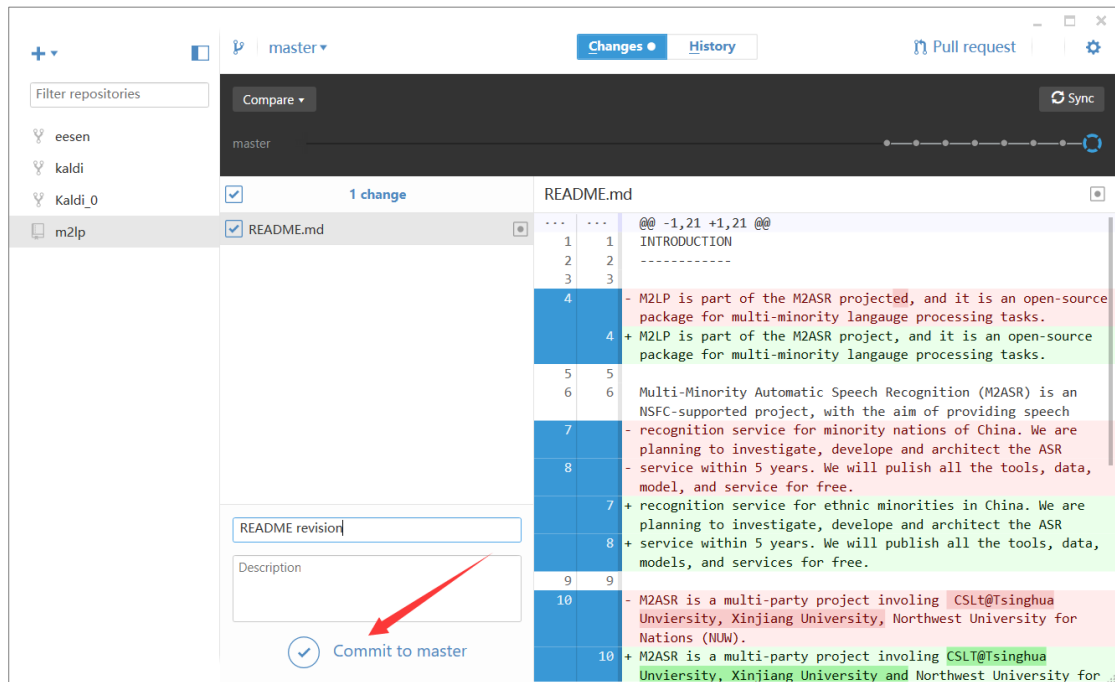 master
Changes
History
Pull request
Filter repositories
Compare
Sync
master
eesen
kaldi
Kaldi_0
m2lp
1 change
README.md
README.md
... ... @@ -1,21 +1,21 @@
1 1 INTRODUCTION
2 2 ------------
3 3
4 - M2LP is part of the M2ASR projected, and it is an open-source
package for multi-minority langauge processing tasks.
4 + M2LP is part of the M2ASR project, and it is an open-source
package for multi-minority langauge processing tasks.
5 5
6 6 Multi-Minority Automatic Speech Recognition (M2ASR) is an
NSFC-supported project, with the aim of providing speech
7 - recognition service for minority nations of China. We are
planning to investigate, develope and architect the ASR
8 - service within 5 years. We will pulish all the tools, data,
model, and service for free.
7 + recognition service for ethnic minorities in China. We are
planning to investigate, develope and architect the ASR
8 + service within 5 years. We will publish all the tools, data,
models, and services for free.
9 9
10 - M2ASR is a multi-party project involing CSLt@Tsinghua
Unviersity, Xinjiang University, Northwest University for
Nations (NUW).
10 + M2ASR is a multi-party project involing CSLT@Tsinghua
Unviersity, Xinjiang University and Northwest University for
README revision
Description
Commit to master